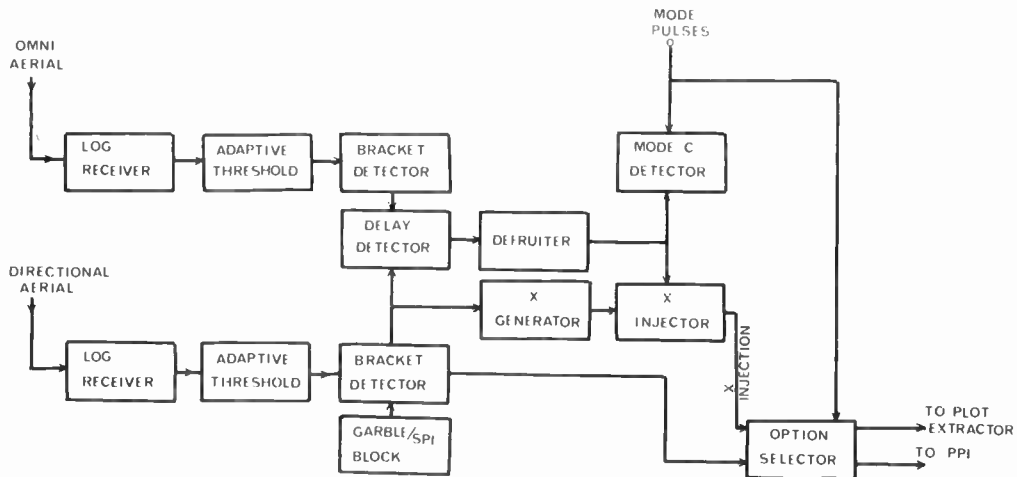 MODE
PULSES
OMNI
AERIAL
LOG
RECEIVER
ADAPTIVE
THRESHOLD
BRACKET
DETECTOR
MODE C
DETECTOR
DELAY
DETECTOR
DEFRUITER
DIRECTIONAL
AERIAL
X
GENERATOR
X
INJECTOR
LOG
RECEIVER
ADAPTIVE
THRESHOLD
BRACKET
DETECTOR
X
INJECTION
GARBLE/SPI
BLOCK
OPTION
SELECTOR
TO PLOT
EXTRACTOR
TO PPI